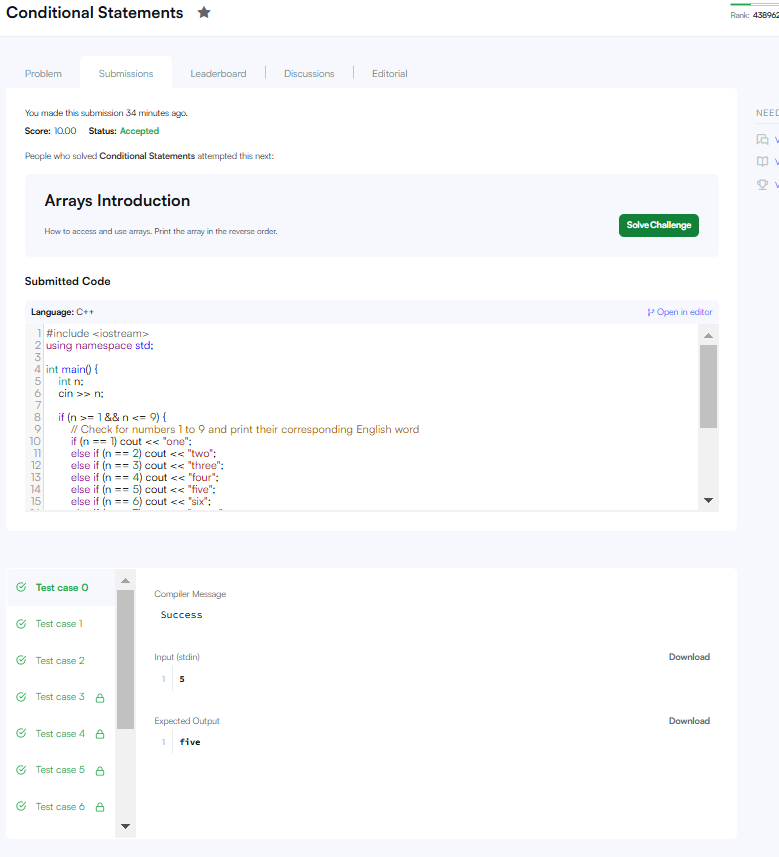 Conditional Statements
Rank: 438962
Problem
Submissions
Leaderboard
Discussions
Editorial
You made this submission 34 minutes ago.
Score: 10.00 Status: Accepted
People who solved Conditional Statements attempted this next:
Arrays Introduction
How to access and use arrays. Print the array in the reverse order.
Solve Challenge
Submitted Code
Language: C++
Open in editor
1 #include <iostream>
2 using namespace std;
3
4 int main() {
5 int n;
6 cin >> n;
7
8 if (n >= 1 && n <= 9) {
9 // Check for numbers 1 to 9 and print their corresponding English word
10 if (n == 1) cout << "one";
11 else if (n == 2) cout << "two";
12 else if (n == 3) cout << "three";
13 else if (n == 4) cout << "four";
14 else if (n == 5) cout << "five";
15 else if (n == 6) cout << "six";
NEED
Test case 0
Test case 1
Test case 2
Test case 3
Test case 4
Test case 5
Test case 6
Compiler Message
Success
Input (stdin)
Download
1 5
Expected Output
Download
1 five